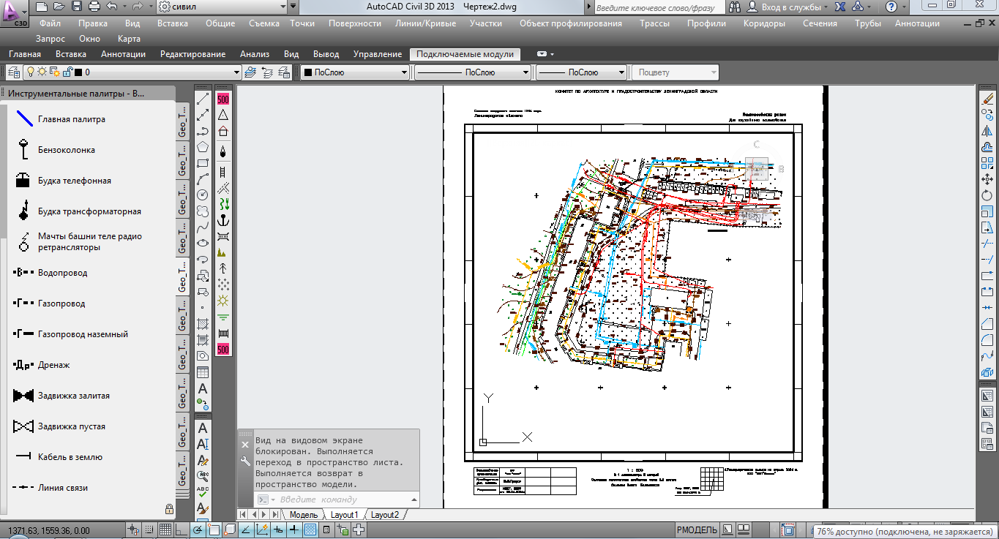 сивил
AutoCAD Civil 3D 2013 Чертеж2.dwg
Введите ключевое слово/фразу
Вход в службы
C3D
Файл Правка Вид Вставка Общие Съемка Точки Поверхности Линии/Кривые Участки Объект профилирования Трассы Профили Коридоры Сечения Трубы Аннотации
Запрос Окно Карта
Главная Вставка Аннотации Редактирование Анализ Вид Вывод Управление Подключаемые модули
0 ПоСлою ПоСлою ПоСлою Поцвету
Инструментальные палитры - В...
Главная палитра
Бензоколонка
Будка телефонная
Будка трансформаторная
Мачты башни теле радио
ретрансляторы
Водопровод
Газопровод
Газопровод наземный
Дренаж
Задвижка залитая
Задвижка пустая
Кабель в землю
Линия связи
Geo_T...
Geo_T...
Geo_T...
Geo_T...
Geo_T...
Geo_T...
Geo_T...
Geo_T...
Geo_T...
Geo_T...
500
500
КОМИТЕТ ПО АРХИТЕКТУРЕ И ГРАДОСТРОИТЕЛЬСТВУ ЛЕНИНГРАДСКОЙ ОБЛАСТИ
С
В
Y
X
1 : 500
Вид на видовом экране
блокирован. Выполняется
переход в пространство листа.
Выполняется возврат в
пространство модели.
Введите команду
Модель Layout1 Layout2
1371.63, 1559.36, 0.00
РМОДЕЛЬ
76% доступно (подключена, не заряжается)